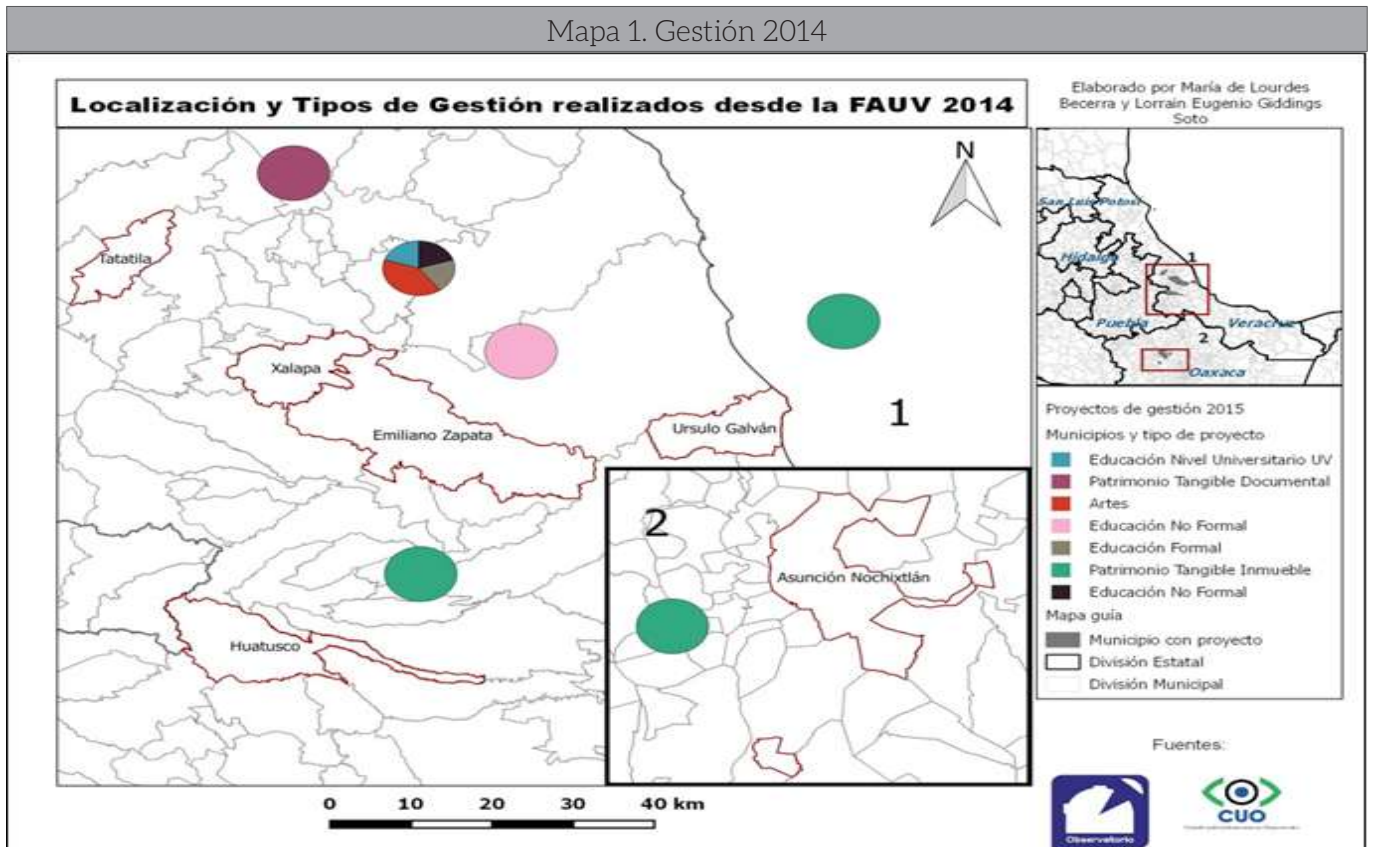 Mapa 1. Gestión 2014
Localización y Tipos de Gestión realizados desde la FAUV 2014
Elaborado por María de Lourdes
Becerra y Lorrain Eugenio Giddings
Soto
N
Tatatila
Xalapa
Emiliano Zapata
Ursulo Galván
1
Huatusco
2
Asunción Nochixtlán
0 10 20 30 40 km
San Luis Potosí
Hidalgo
1
Puebla
Veracruz
2
Oaxaca
Proyectos de gestión 2015
Municipios y tipo de proyecto
Educación Nivel Universitario UV
Patrimonio Tangible Documental
Artes
Educación No Formal
Educación Formal
Patrimonio Tangible Inmueble
Educación No Formal
Mapa guía
Municipio con proyecto
División Estatal
División Municipal
Fuentes:
Observatorio
CUO